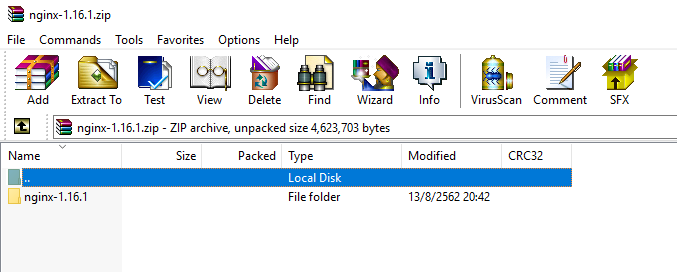 nginx-1.16.1.zip
File Commands Tools Favorites Options Help
Add Extract To Test View Delete Find Wizard Info VirusScan Comment SFX
nginx-1.16.1.zip - ZIP archive, unpacked size 4,623,703 bytes
Name Size Packed Type Modified CRC32
.. Local Disk
nginx-1.16.1 File folder 13/8/2562 20:42